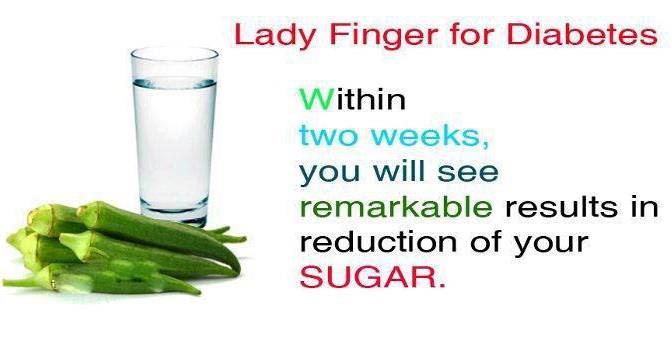 Lady Finger for Diabetes
Within
two weeks,
you will see
remarkable results in
reduction of your
SUGAR.